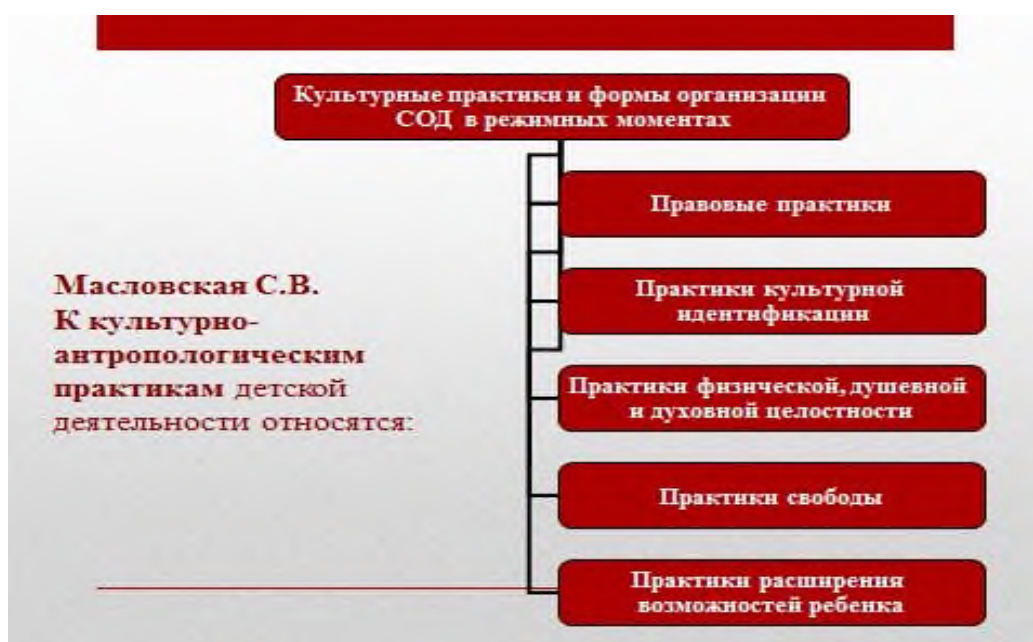 Культурные практики и формы организации
СОД в режимных моментах
Правовые практики
Масловская С.В.
К культурно-
антропологическим
практикам детской
деятельности относятся:
Практики культурной
идентификации
Практики физической, душевной
и духовной целостности
Практики свободы
Практики расширения
возможностей ребенка